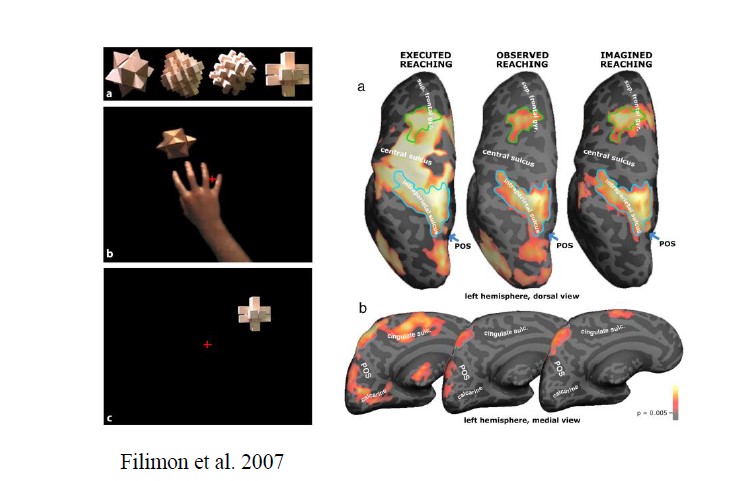 a
b
c
Filimon et al. 2007
EXECUTED
REACHING
OBSERVED
REACHING
IMAGINED
REACHING
a
sup. frontal gyr.
central sulcus
intraparietal sulcus
POS
sup. frontal gyr.
central sulcus
intraparietal sulcus
POS
sup. frontal gyr.
central sulcus
intraparietal sulcus
POS
left hemisphere, dorsal view
b
cingulate sulc.
POS
calcarine
cingulate sulc.
POS
calcarine
cingulate sulc.
POS
calcarine
p = 0.005
left hemisphere, medial view